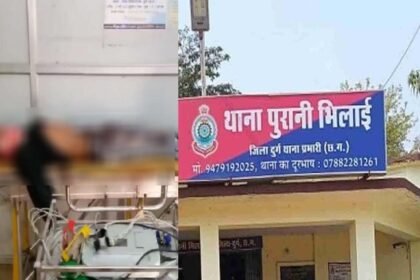 थाना पुरानी भिलाई
जिला दुर्ग थाना प्रभारी (छ.ग.)
मो. 9479192025, थाना का दूरभाष : 07882281261